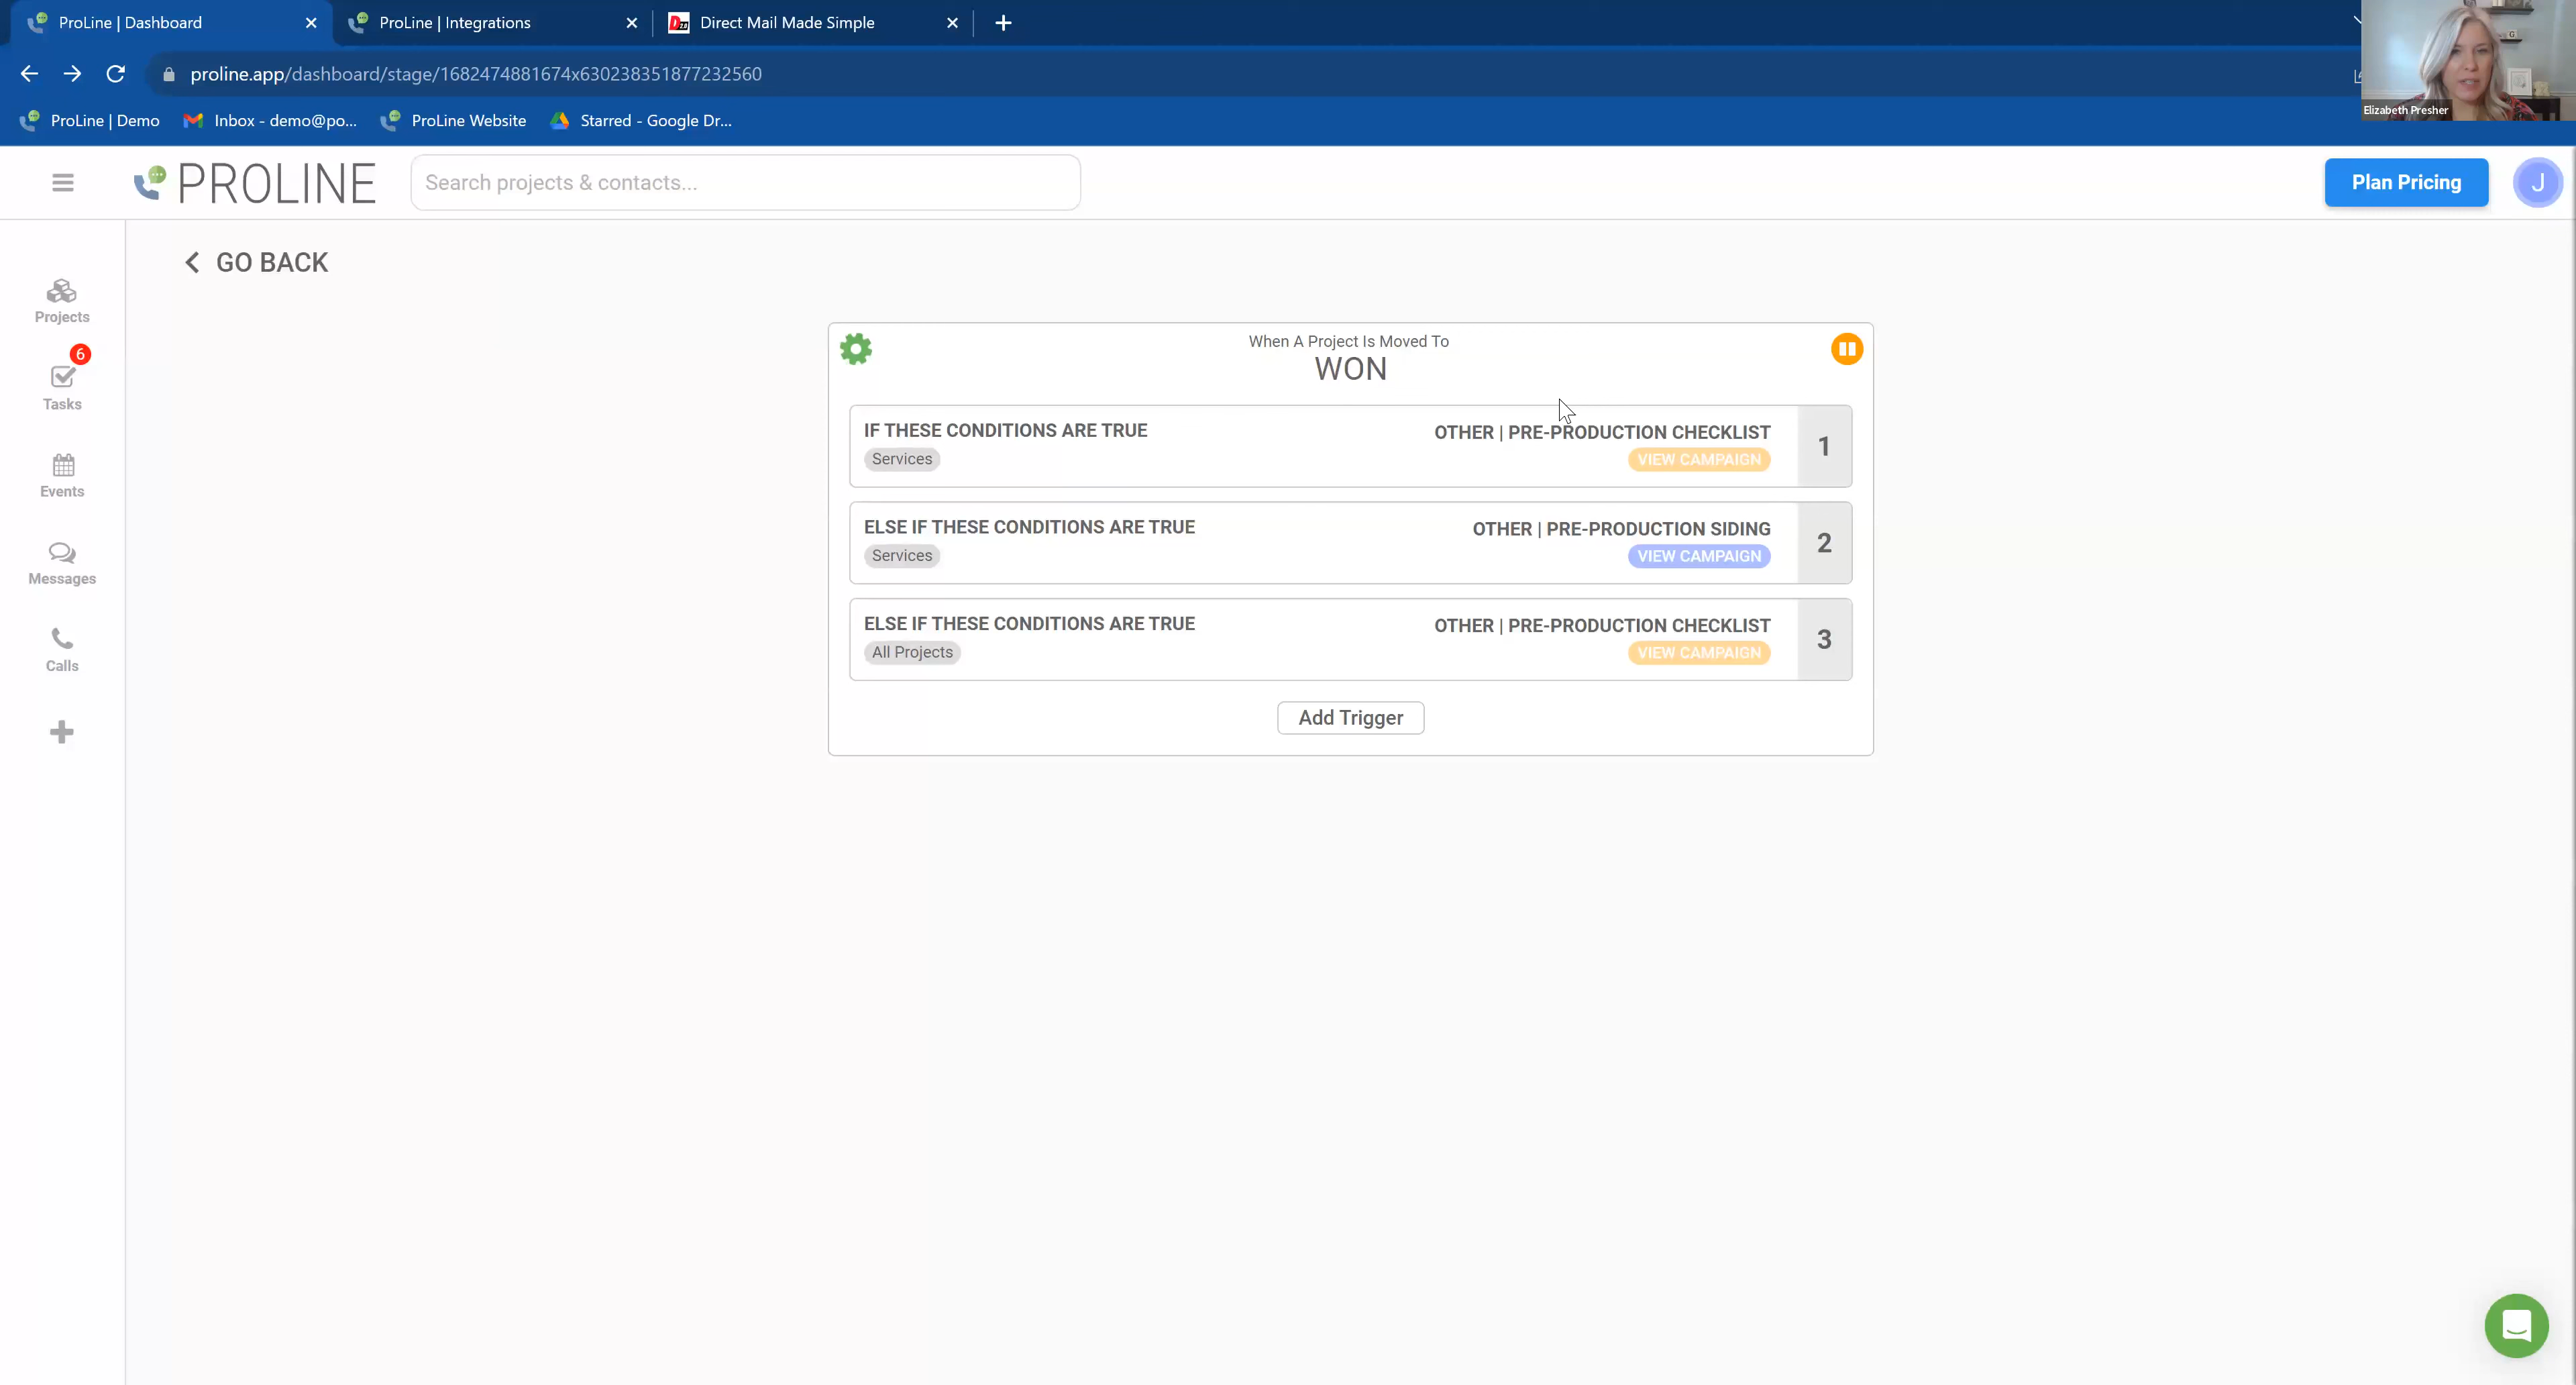 ProLine | Dashboard
ProLine | Integrations
Direct Mail Made Simple
proline.app/dashboard/stage/1682474881674x630238351877232560
ProLine | Demo
Inbox - demo@po...
ProLine Website
Starred - Google Dr...
Elizabeth Presher
PROLINE
Search projects & contacts...
Plan Pricing
J
GO BACK
Projects
6
Tasks
Events
Messages
Calls
When A Project Is Moved To
WON
IF THESE CONDITIONS ARE TRUE
Services
OTHER | PRE-PRODUCTION CHECKLIST
VIEW CAMPAIGN
1
ELSE IF THESE CONDITIONS ARE TRUE
Services
OTHER | PRE-PRODUCTION SIDING
VIEW CAMPAIGN
2
ELSE IF THESE CONDITIONS ARE TRUE
All Projects
OTHER | PRE-PRODUCTION CHECKLIST
VIEW CAMPAIGN
3
Add Trigger